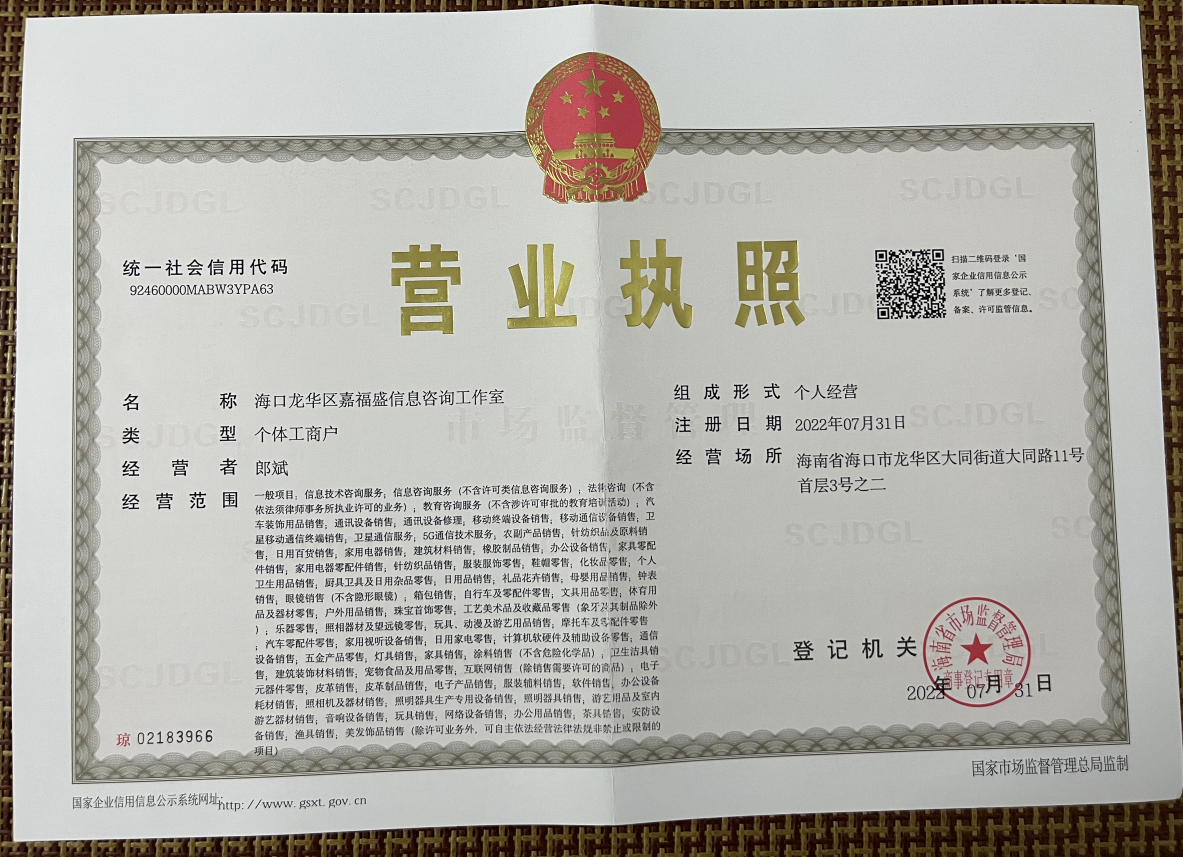 营业执照
统一社会信用代码
92460000MABW3YPA63
扫描二维码登录‘国
家企业信用信息公示
系统’了解更多登记、
备案、许可监管信息。
名称 海口龙华区嘉福盛信息咨询工作室
类型 个体工商户
经营者 郎斌
经营范围 一般项目：信息技术咨询服务；信息咨询服务（不含许可类信息咨询服务）；法律咨询（不含
依法须律师事务所执业许可的业务）；教育咨询服务（不含涉许可审批的教育培训活动）；汽
车装饰用品销售；通讯设备销售；通讯设备修理；移动终端设备销售；移动通信设备销售；卫
星移动通信终端销售；卫星通信服务；5G通信技术服务；农副产品销售；针纺织品及原料销
售；日用百货销售；家用电器销售；建筑材料销售；橡胶制品销售；办公设备销售；家具零配
件销售；家用电器零配件销售；针纺织品销售；服装服饰零售；鞋帽零售；化妆品零售；个人
卫生用品销售；厨具卫具及日用杂品零售；日用品销售；礼品花卉销售；母婴用品销售；钟表
销售；眼镜销售（不含隐形眼镜）；箱包销售；自行车及零配件零售；文具用品零售；体育用
品及器材零售；户外用品销售；珠宝首饰零售；工艺美术品及收藏品零售（象牙及其制品除外
）；乐器零售；照相器材及望远镜零售；玩具、动漫及游艺用品销售；摩托车及零配件零售
；汽车零配件零售；家用视听设备销售；日用家电零售；计算机软硬件及辅助设备零售；通信
设备销售；五金产品零售；灯具销售；家具销售；涂料销售（不含危险化学品）；卫生洁具销
售；建筑装饰材料销售；宠物食品及用品零售；互联网销售（除销售需要许可的商品）；电子
元器件零售；皮革销售；皮革制品销售；电子产品销售；服装辅料销售；软件销售；办公设备
耗材销售；照相机及器材销售；照明器具生产专用设备销售；照明器具销售；游艺用品及室内
游艺器材销售；音响设备销售；玩具销售；网络设备销售；办公用品销售；茶具销售；安防设
备销售；渔具销售；美发饰品销售（除许可业务外，可自主依法经营法律法规非禁止或限制的
项目）
组成形式 个人经营
注册日期 2022年07月31日
经营场所 海南省海口市龙华区大同街道大同路11号
首层3号之二
登记机关
海南省市场监督管理局
商事登记专用章
2022年 07月 31日
琼 02183966
国家企业信用信息公示系统网址：http://www.gsxt.gov.cn
国家市场监督管理总局监制
SCJDGL
SCJDGL
SCJDGL
SCJDGL
SCJDGL
市场监督管理
SCJDGL
SCJDGL
SCJDGL